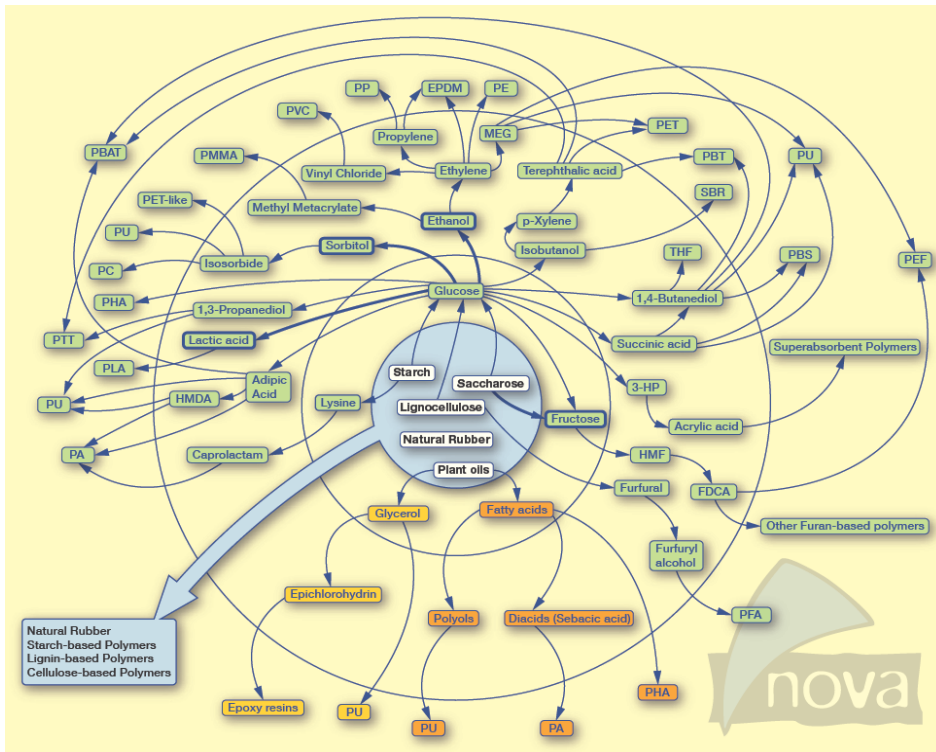 PP
EPDM
PE
PVC
MEG
PET
Propylene
PBAT
PMMA
Vinyl Chloride
Ethylene
Terephthalic acid
PBT
PU
SBR
PET-like
Methyl Metacrylate
Ethanol
p-Xylene
PU
Sorbitol
Isobutanol
THF
PBS
PEF
PC
Isosorbide
PHA
1,3-Propanediol
Glucose
1,4-Butanediol
PTT
Lactic acid
Succinic acid
Superabsorbent Polymers
PLA
Starch
Saccharose
Adipic
Acid
3-HP
PU
HMDA
Lysine
Lignocellulose
Fructose
Acrylic acid
Natural Rubber
PA
Caprolactam
Plant oils
HMF
Furfural
FDCA
Glycerol
Fatty acids
Other Furan-based polymers
Furfuryl
alcohol
Epichlorohydrin
Polyols
Diacids (Sebacic acid)
PFA
Natural Rubber
Starch-based Polymers
Lignin-based Polymers
Cellulose-based Polymers
Epoxy resins
PU
PU
PA
PHA
nova